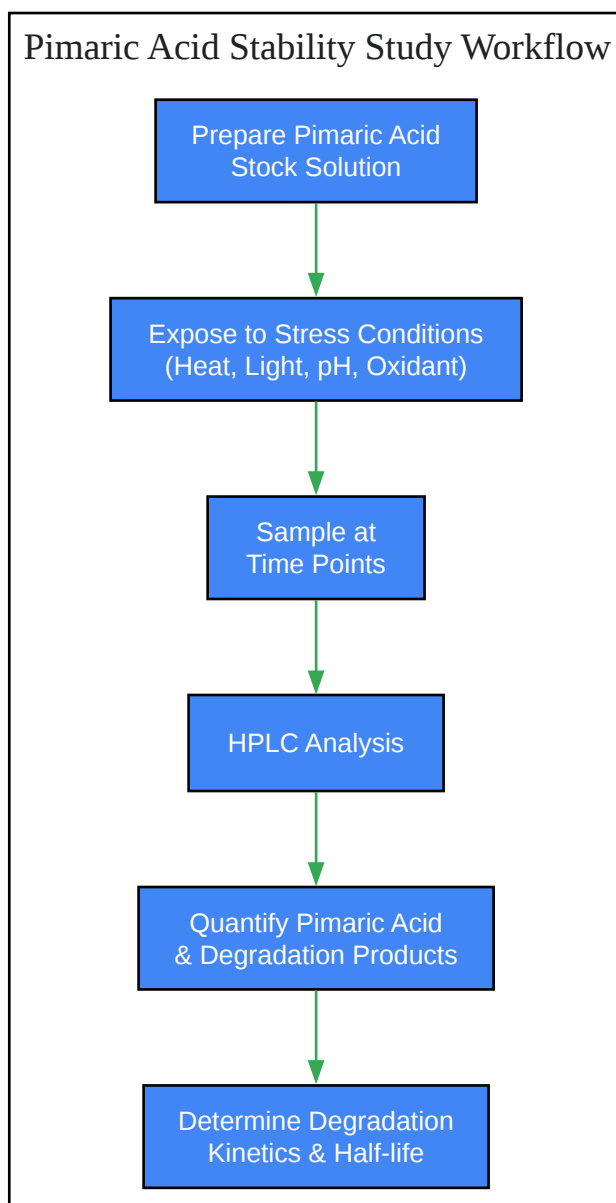 Pimaric Acid Stability Study Workflow
Prepare Pimaric Acid
Stock Solution
Expose to Stress Conditions
(Heat, Light, pH, Oxidant)
Sample at
Time Points
HPLC Analysis
Quantify Pimaric Acid
& Degradation Products
Determine Degradation
Kinetics & Half-life